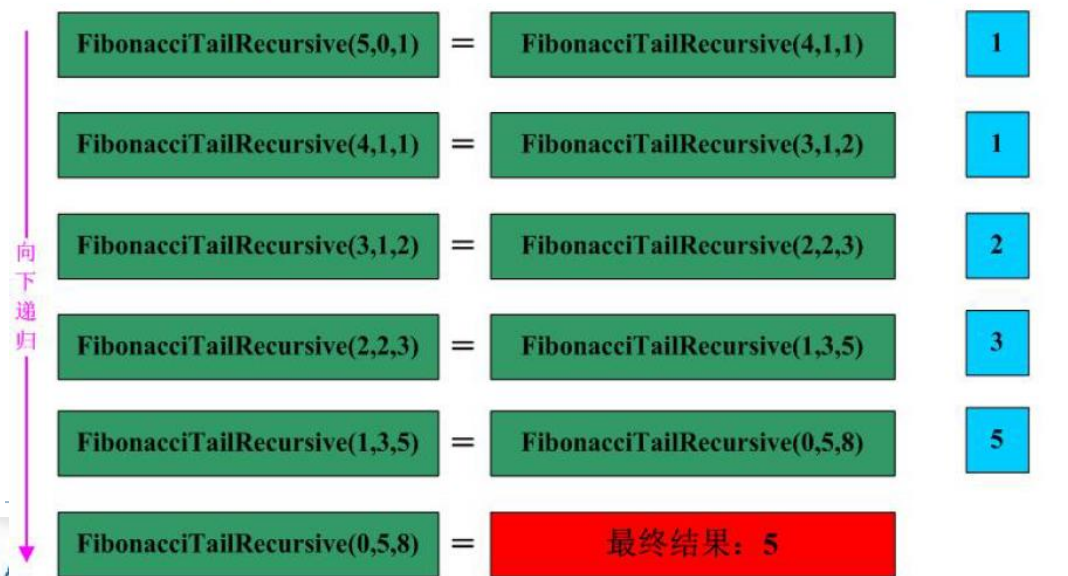 FibonacciTailRecursive(5,0,1) = FibonacciTailRecursive(4,1,1) 1
FibonacciTailRecursive(4,1,1) = FibonacciTailRecursive(3,1,2) 1
FibonacciTailRecursive(3,1,2) = FibonacciTailRecursive(2,2,3) 2
向下递归
FibonacciTailRecursive(2,2,3) = FibonacciTailRecursive(1,3,5) 3
FibonacciTailRecursive(1,3,5) = FibonacciTailRecursive(0,5,8) 5
FibonacciTailRecursive(0,5,8) = 最终结果：5